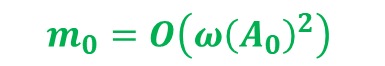 m₀ = O(ω(A₀)²)